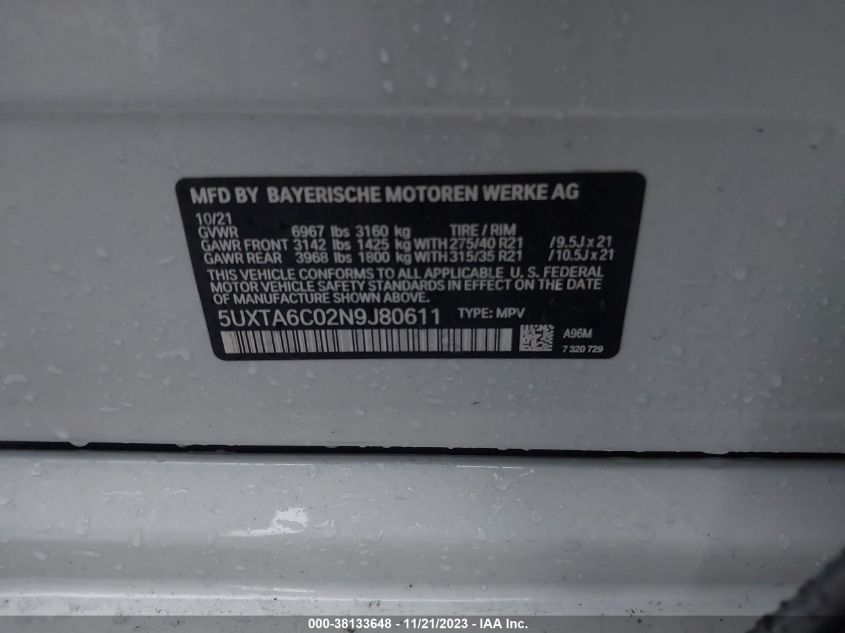 MFD BY BAYERISCHE MOTOREN WERKE AG
10/21
GVWR 6967 lbs 3160 kg TIRE / RIM
GAWR FRONT 3142 lbs 1425 kg WITH 275/40 R21 / 9.5J x 21
GAWR REAR 3968 lbs 1800 kg WITH 315/35 R21 / 10.5J x 21
THIS VEHICLE CONFORMS TO ALL APPLICABLE U. S. FEDERAL
MOTOR VEHICLE SAFETY STANDARDS IN EFFECT ON THE DATE
OF MANUFACTURE SHOWN ABOVE.
5UXTA6C02N9J80611 TYPE: MPV
A96M
7 320 729
000-38133648 - 11/21/2023 - IAA Inc.